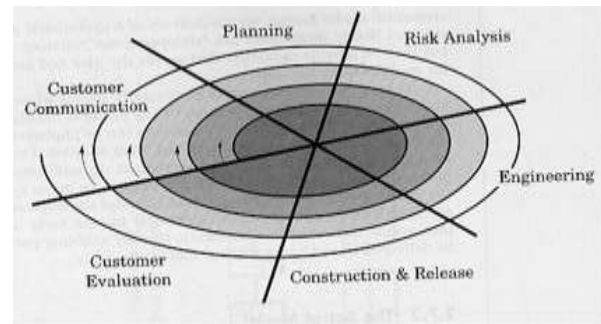 Planning
Risk Analysis
Customer
Communication
Engineering
Customer
Evaluation
Construction & Release